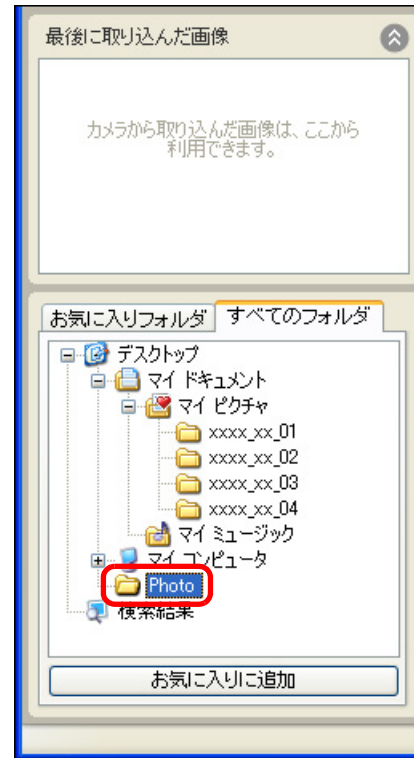 最後に取り込んだ画像
カメラから取り込んだ画像は、ここから
利用できます。
お気に入りフォルダ
すべてのフォルダ
デスクトップ
マイ ドキュメント
マイ ピクチャ
xxxx_xx_01
xxxx_xx_02
xxxx_xx_03
xxxx_xx_04
マイ ミュージック
マイ コンピュータ
Photo
検索結果
お気に入りに追加